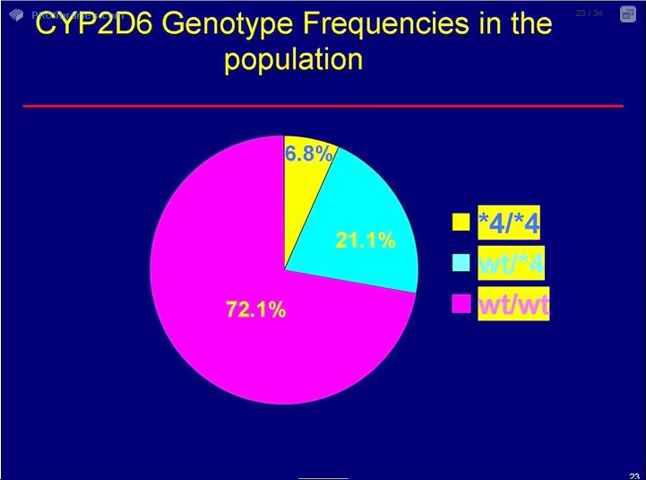 CYP2D6 Genotype Frequencies in the
population
23 / 34
6.8%
21.1%
72.1%
*4/*4
wt/*4
wt/wt
23